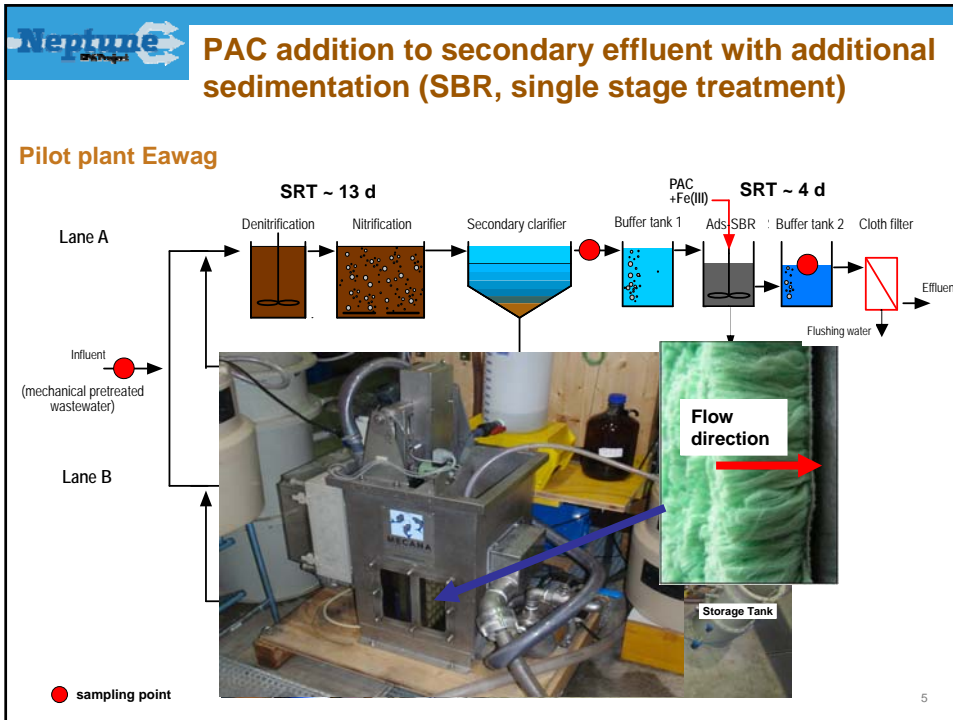 Neptune
PAC addition to secondary effluent with additional
sedimentation (SBR, single stage treatment)
Pilot plant Eawag
SRT ~ 13 d
PAC
+Fe(III)
SRT ~ 4 d
Lane A
Denitrification
Nitrification
Secondary clarifier
Buffer tank 1
Ads-SBR
Buffer tank 2
Cloth filter
Effluen
Flushing water
Influent
(mechanical pretreated
wastewater)
Flow
direction
Lane B
MECANA
Storage Tank
sampling point
5